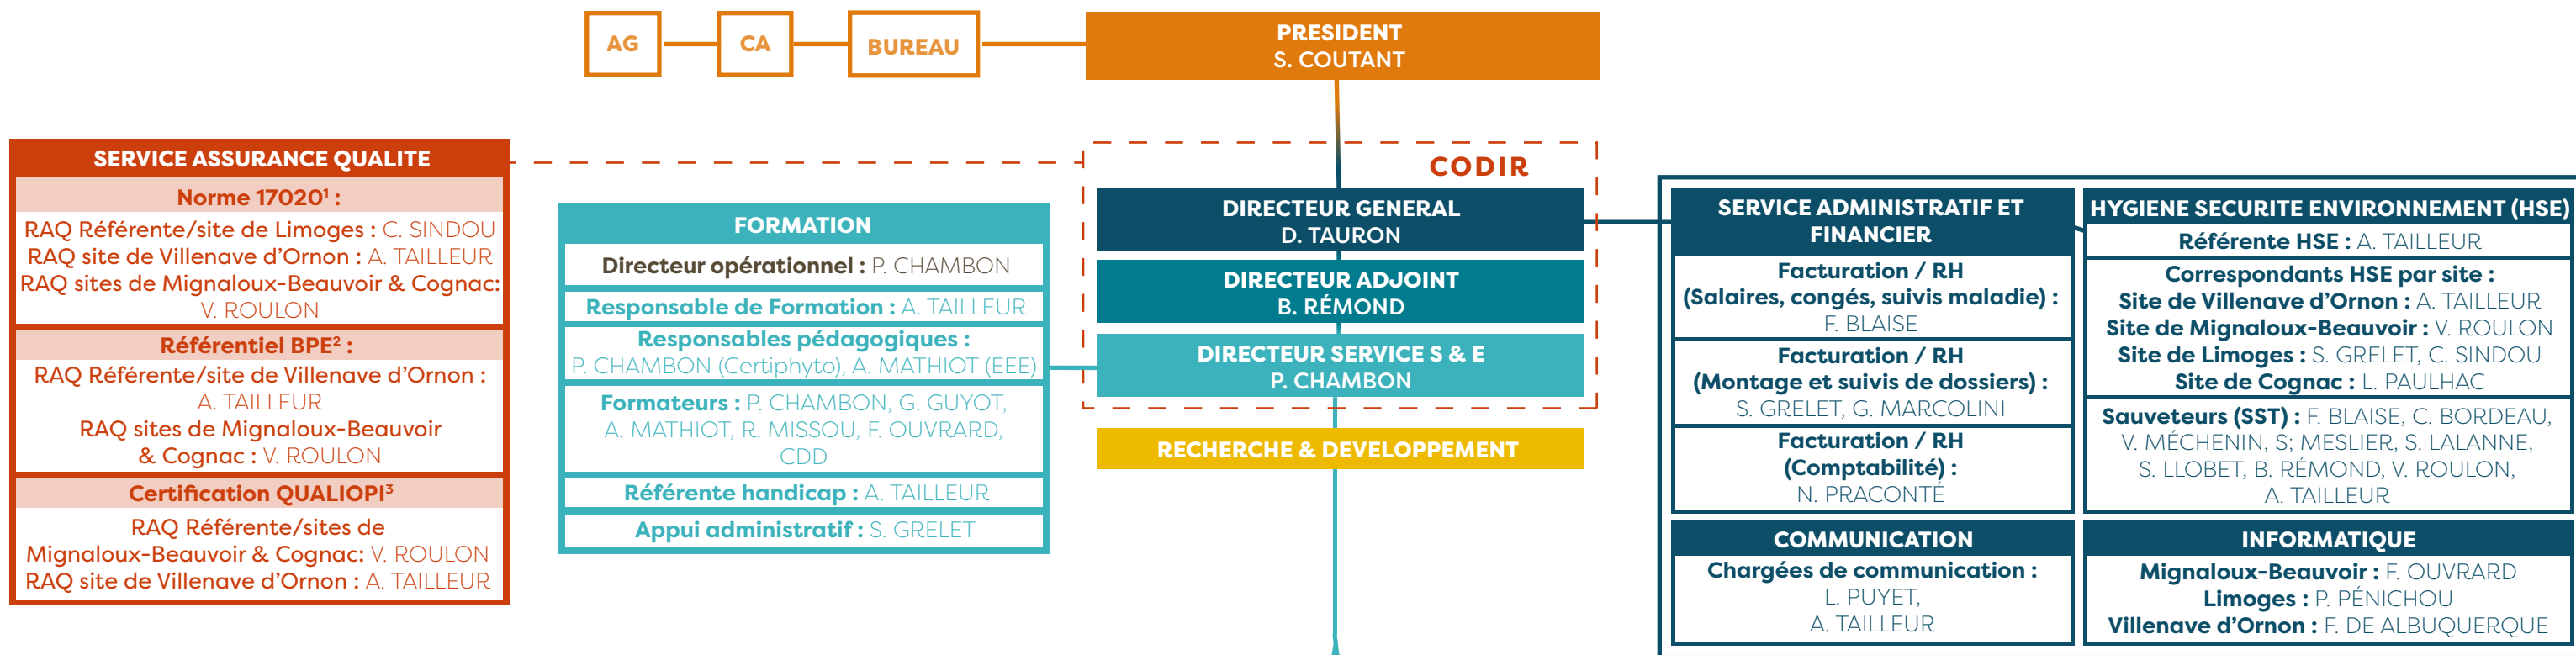 AG
CA
BUREAU
PRESIDENT
S. COUTANT
SERVICE ASSURANCE QUALITE
Norme 17020¹ :
RAQ Référente/site de Limoges : C. SINDOU
RAQ site de Villenave d'Ornon : A. TAILLEUR
RAQ sites de Mignaloux-Beauvoir & Cognac:
V. ROULON
Référentiel BPE² :
RAQ Référente/site de Villenave d'Ornon :
A. TAILLEUR
RAQ sites de Mignaloux-Beauvoir
& Cognac : V. ROULON
Certification QUALIOPI³
RAQ Référente/sites de
Mignaloux-Beauvoir & Cognac: V. ROULON
RAQ site de Villenave d'Ornon : A. TAILLEUR
FORMATION
Directeur opérationnel : P. CHAMBON
Responsable de Formation : A. TAILLEUR
Responsables pédagogiques :
P. CHAMBON (Certiphyto), A. MATHIOT (EEE)
Formateurs : P. CHAMBON, G. GUYOT,
A. MATHIOT, R. MISSOU, F. OUVRARD,
CDD
Référente handicap : A. TAILLEUR
Appui administratif : S. GRELET
CODIR
DIRECTEUR GENERAL
D. TAURON
DIRECTEUR ADJOINT
B. RÉMOND
DIRECTEUR SERVICE S & E
P. CHAMBON
RECHERCHE & DEVELOPPEMENT
SERVICE ADMINISTRATIF ET
FINANCIER
Facturation / RH
(Salaires, congés, suivis maladie) :
F. BLAISE
Facturation / RH
(Montage et suivis de dossiers) :
S. GRELET, G. MARCOLINI
Facturation / RH
(Comptabilité) :
N. PRACONTÉ
COMMUNICATION
Chargées de communication :
L. PUYET,
A. TAILLEUR
HYGIENE SECURITE ENVIRONNEMENT (HSE)
Référente HSE : A. TAILLEUR
Correspondants HSE par site :
Site de Villenave d'Ornon : A. TAILLEUR
Site de Mignaloux-Beauvoir : V. ROULON
Site de Limoges : S. GRELET, C. SINDOU
Site de Cognac : L. PAULHAC
Sauveteurs (SST) : F. BLAISE, C. BORDEAU,
V. MÉCHENIN, S; MESLIER, S. LALANNE,
S. LLOBET, B. RÉMOND, V. ROULON,
A. TAILLEUR
INFORMATIQUE
Mignaloux-Beauvoir : F. OUVRARD
Limoges : P. PÉNICHOU
Villenave d'Ornon : F. DE ALBUQUERQUE